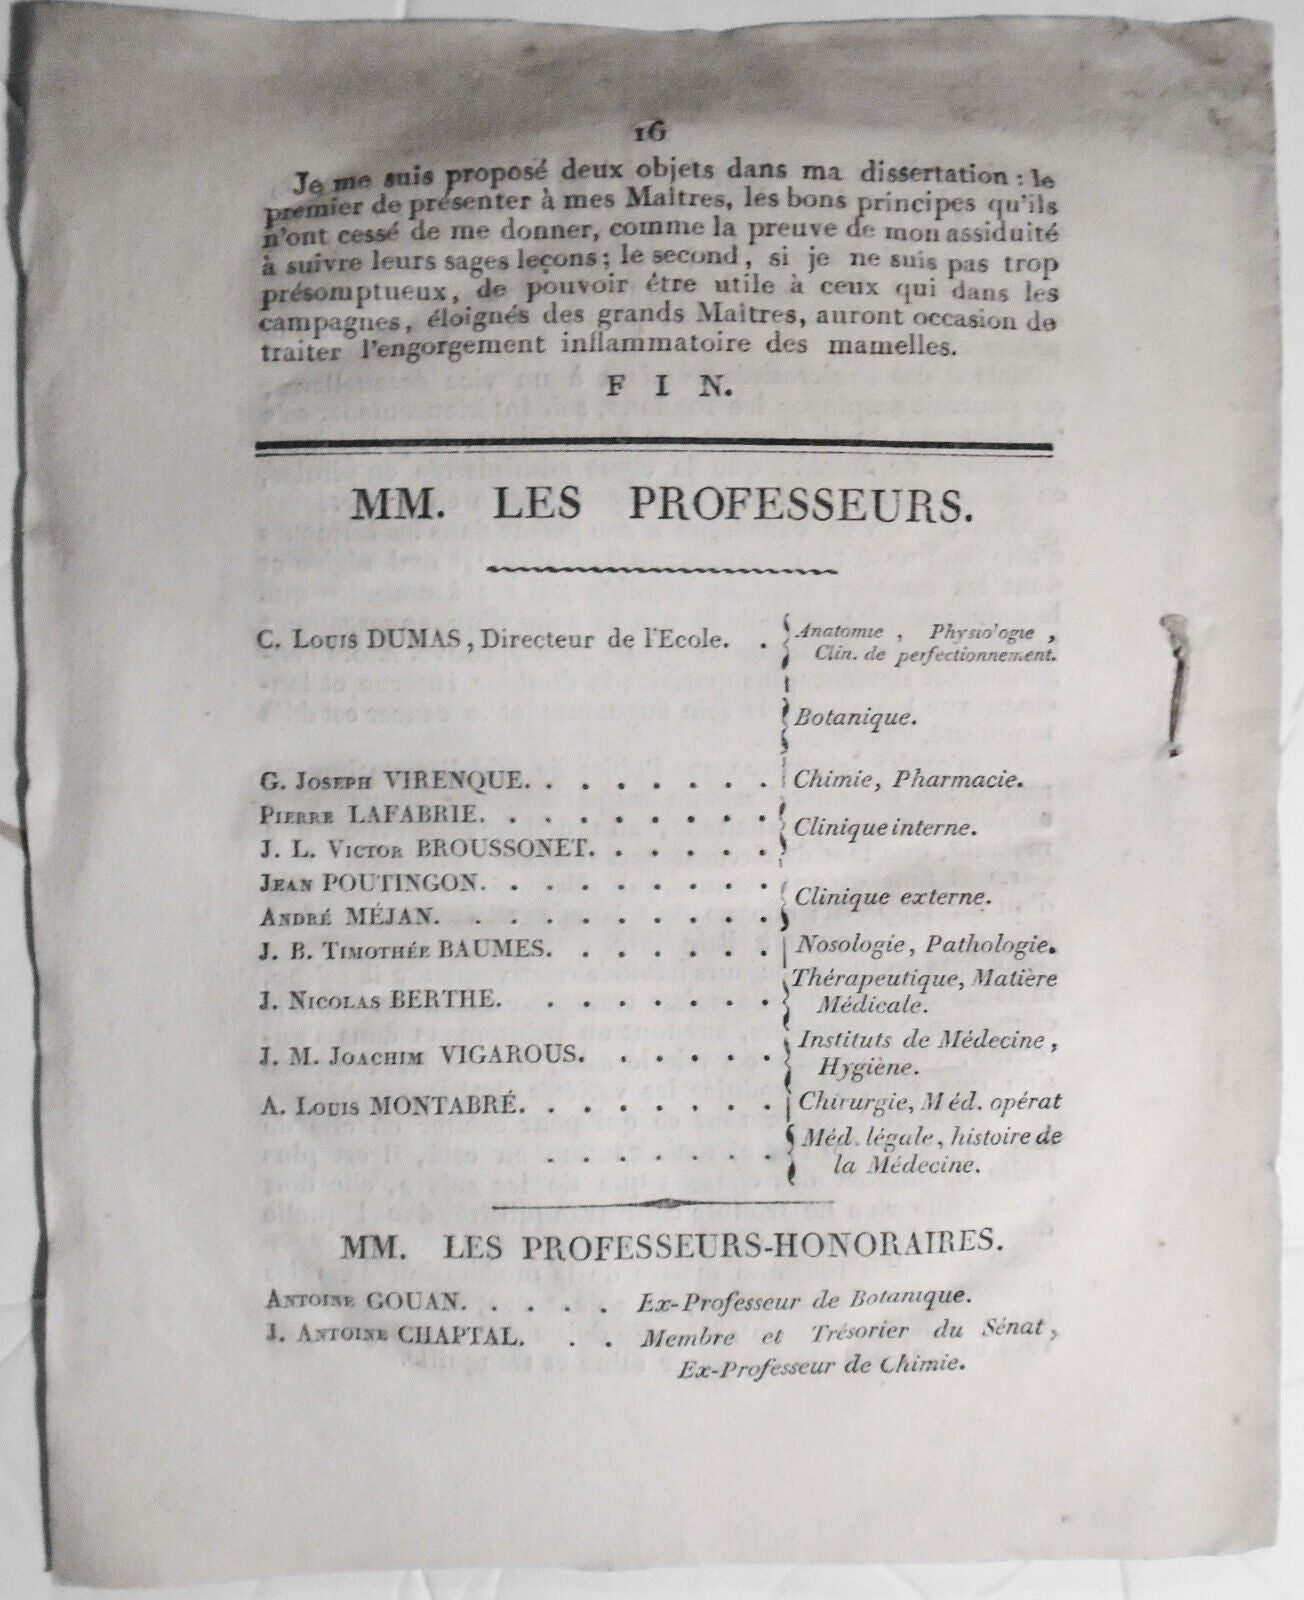 16
Je me suis proposé deux objets dans ma dissertation : le
premier de présenter à mes Maîtres, les bons principes qu'ils
n'ont cessé de me donner, comme la preuve de mon assiduité
à suivre leurs sages leçons ; le second, si je ne suis pas trop
présomptueux, de pouvoir être utile à ceux qui dans les
campagnes, éloignés des grands Maîtres, auront occasion de
traiter l'engorgement inflammatoire des mamelles.
F I N.
MM. LES PROFESSEURS.
C. Louis DUMAS, Directeur de l'Ecole. . Anatomie, Physiologie,
Clin. de perfectionnement.
Botanique.
G. Joseph VIRENQUE. . . . . . . . Chimie, Pharmacie.
Pierre LAFABRIE. . . . . . . . .
Clinique interne.
J. L. Victor BROUSSONET. . . . . .
Jean POUTINGON. . . . . . . . .
Clinique externe.
André MÉJAN. . . . . . . . . .
J. B. Timothée BAUMES. . . . . . . Nosologie, Pathologie.
Thérapeutique, Matière
J. Nicolas BERTHE. . . . . . . .
Médicale.
Instituts de Médecine,
J. M. Joachim VIGAROUS. . . . . .
Hygiène.
A. Louis MONTABRÉ. . . . . . . . Chirurgie, Méd. opérat
Méd. légale, histoire de
. . . . . . .
la Médecine.
MM. LES PROFESSEURS-HONORAIRES.
Antoine GOUAN. . . . . Ex-Professeur de Botanique.
J. Antoine CHAPTAL. . . Membre et Trésorier du Sénat,
Ex-Professeur de Chimie.